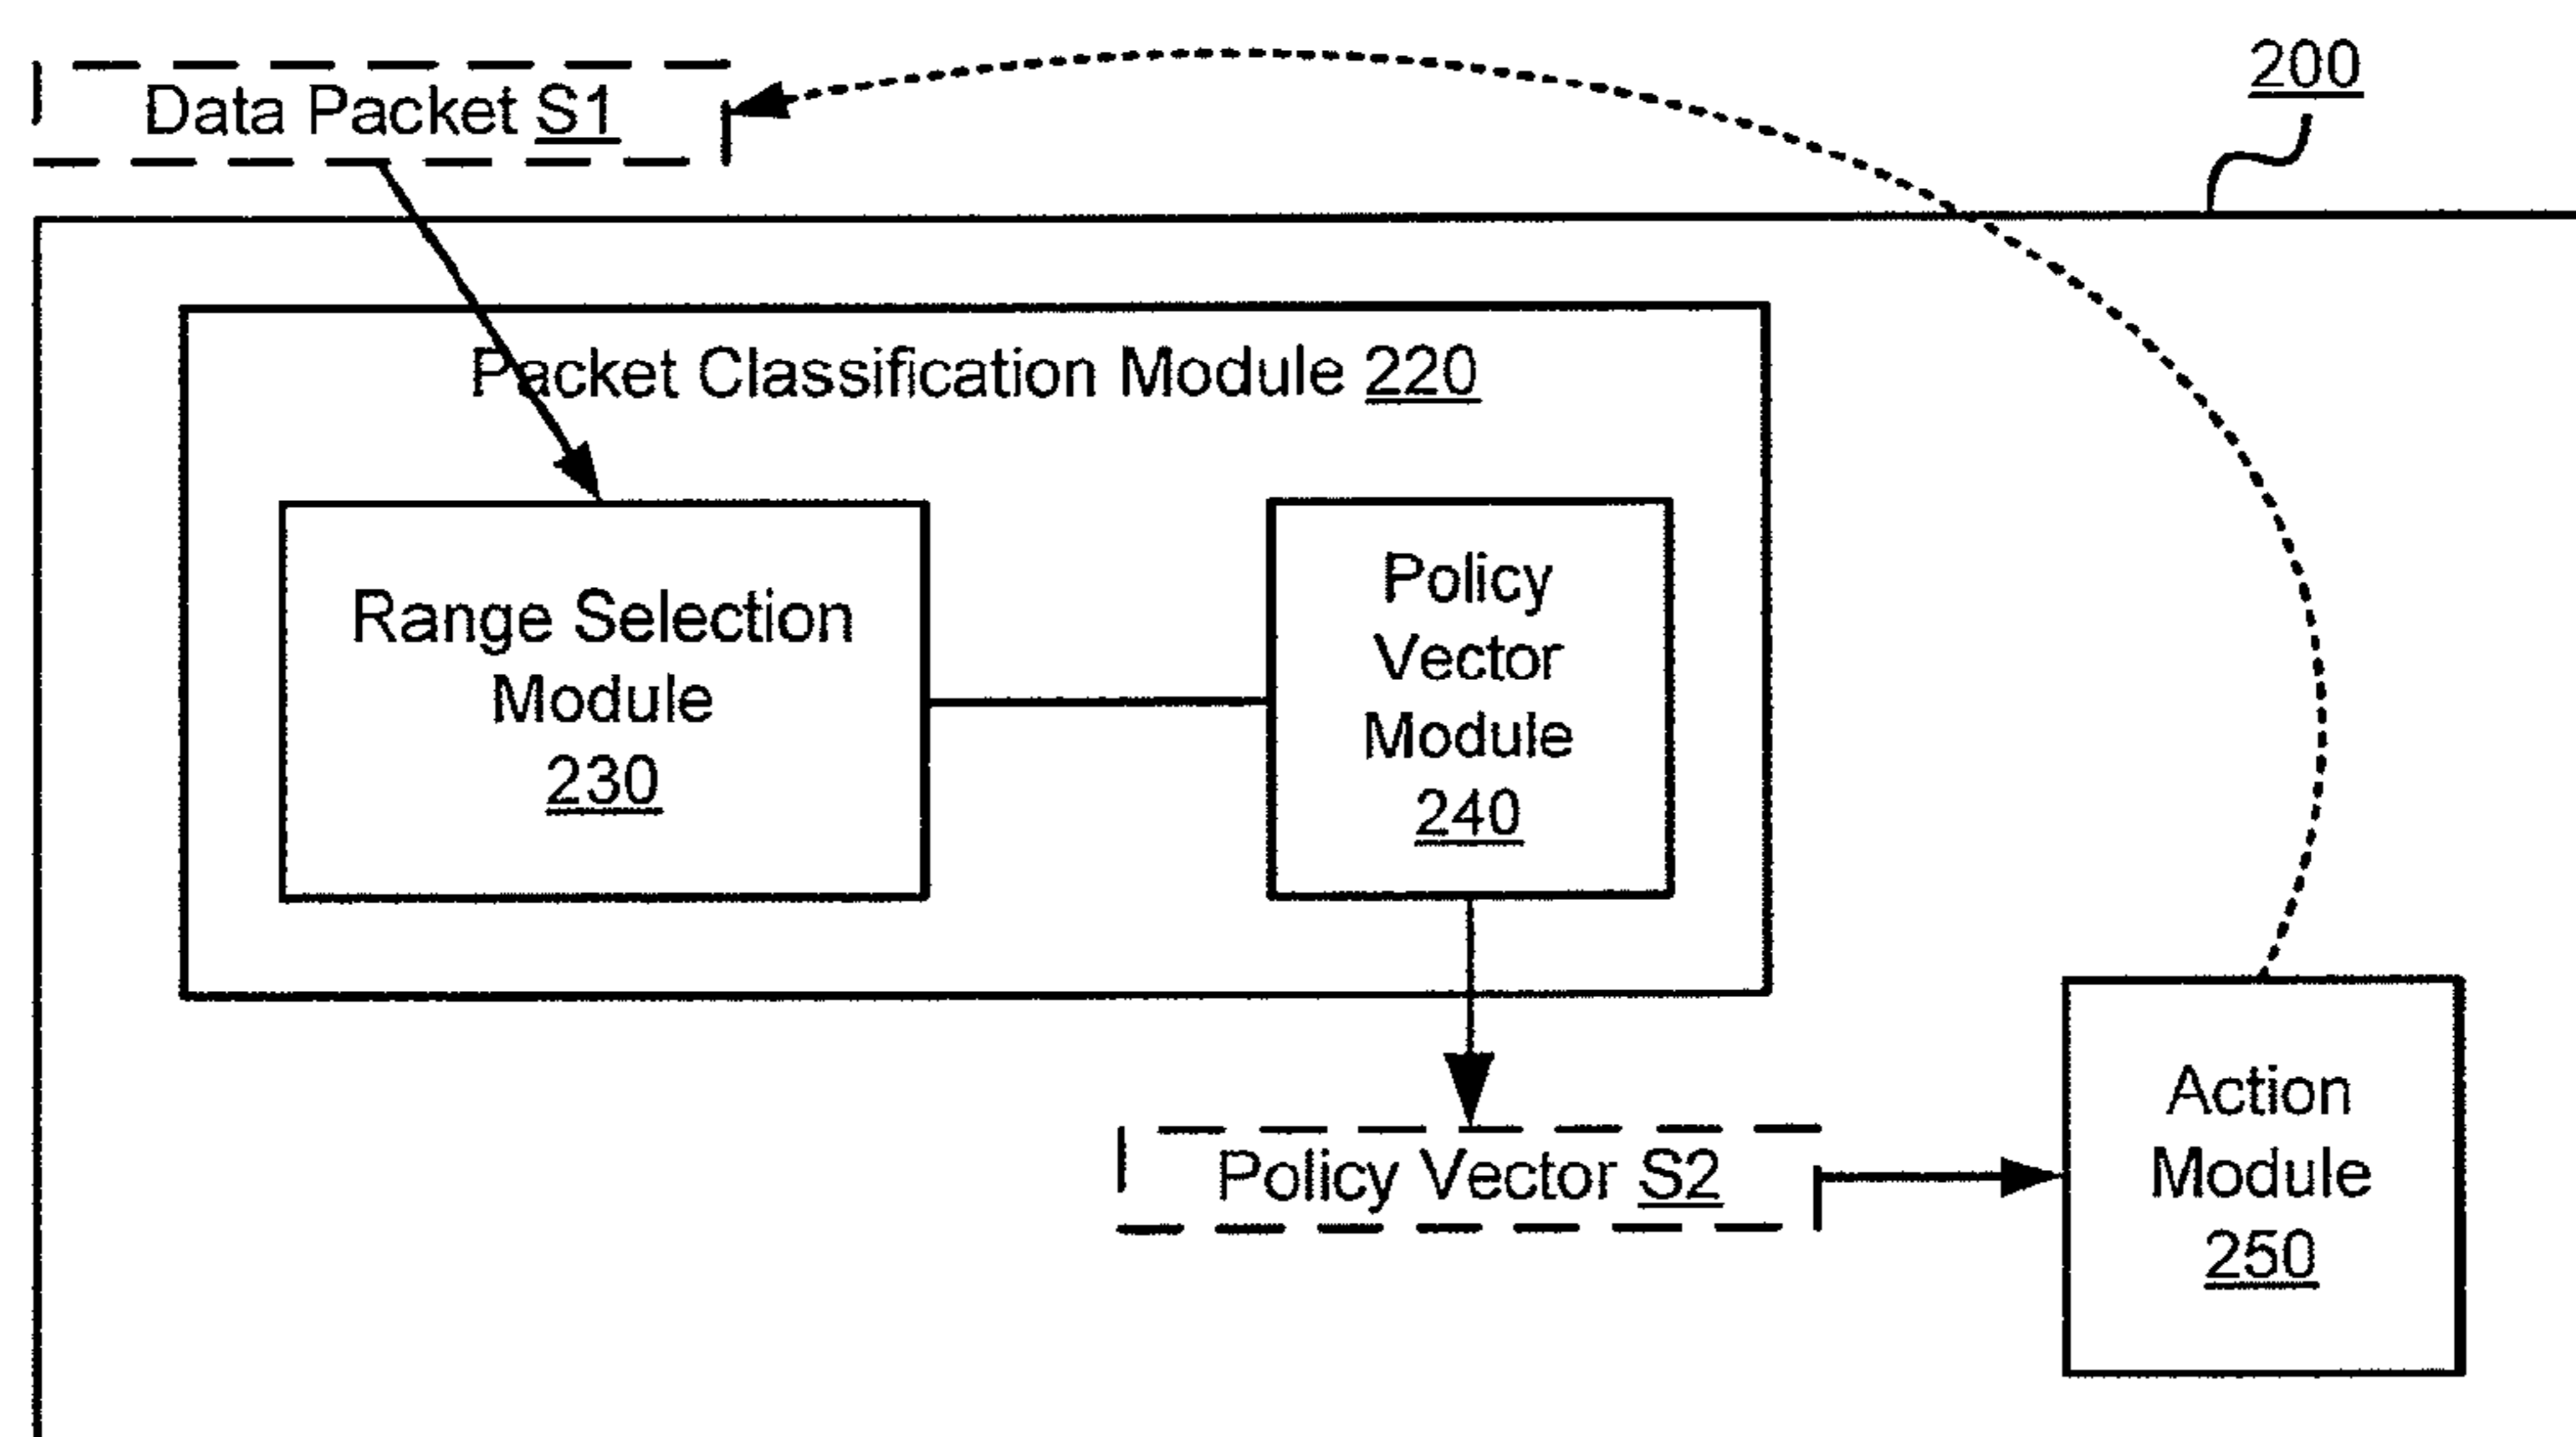 Data Packet S1
200
Packet Classification Module 220
Range Selection
Module
230
Policy
Vector
Module
240
Policy Vector S2
Action
Module
250